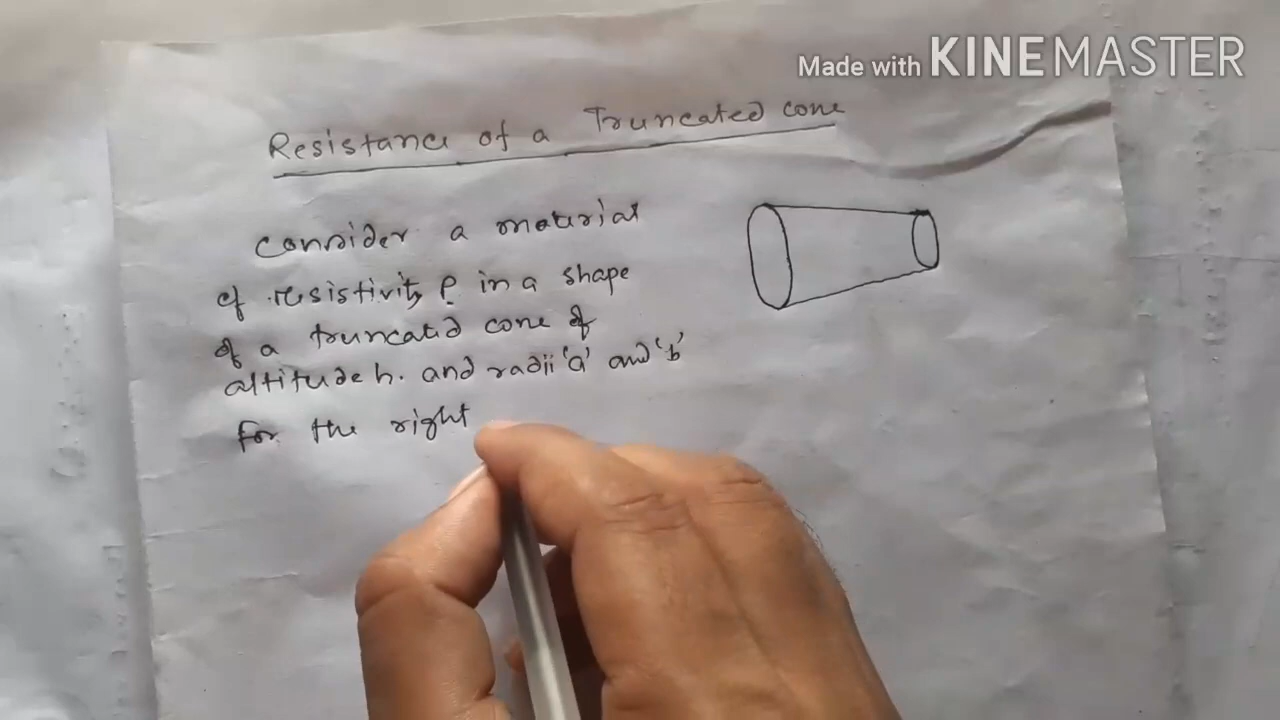 Made with KINEMASTER
Resistance of a Truncated cone
Consider a material
of resistivity ρ in a shape
of a truncated cone of
altitude h. and radii 'a' and 'b'
for the right